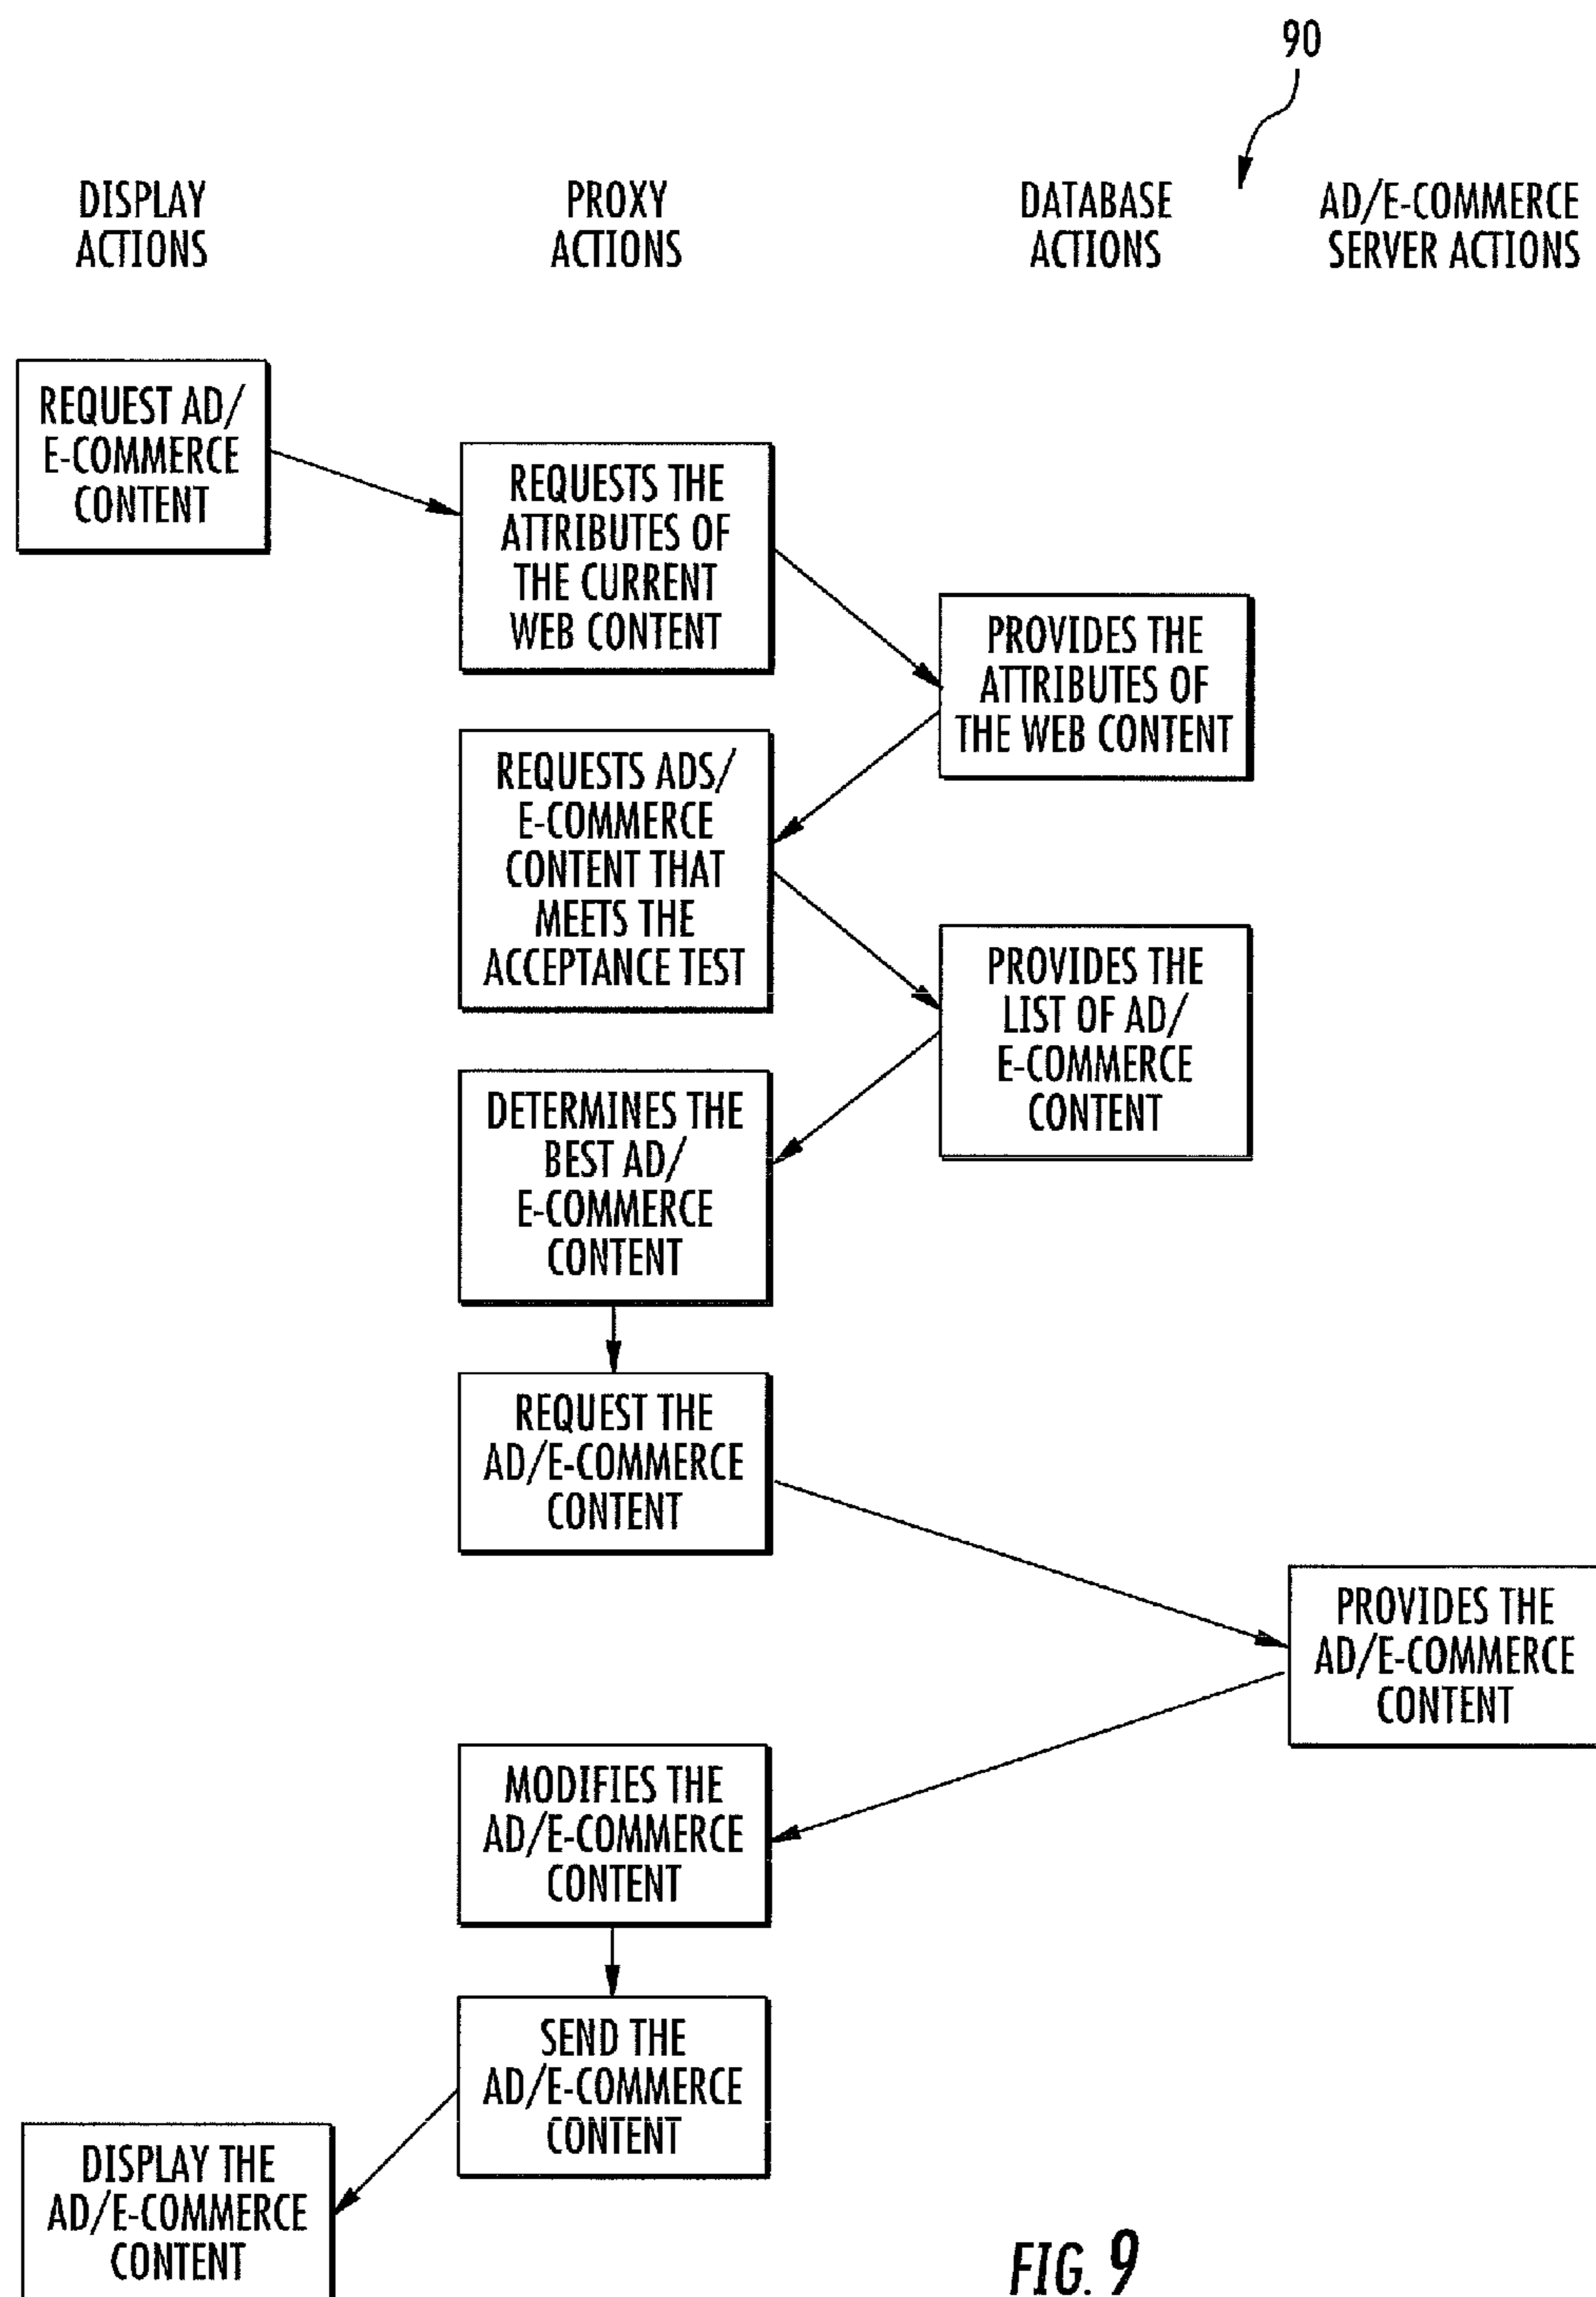 90
DISPLAY
ACTIONS
PROXY
ACTIONS
DATABASE
ACTIONS
AD/E-COMMERCE
SERVER ACTIONS
REQUEST AD/
E-COMMERCE
CONTENT
REQUESTS THE
ATTRIBUTES OF
THE CURRENT
WEB CONTENT
PROVIDES THE
ATTRIBUTES OF
THE WEB CONTENT
REQUESTS ADS/
E-COMMERCE
CONTENT THAT
MEETS THE
ACCEPTANCE TEST
PROVIDES THE
LIST OF AD/
E-COMMERCE
CONTENT
DETERMINES THE
BEST AD/
E-COMMERCE
CONTENT
REQUEST THE
AD/E-COMMERCE
CONTENT
PROVIDES THE
AD/E-COMMERCE
CONTENT
MODIFIES THE
AD/E-COMMERCE
CONTENT
SEND THE
AD/E-COMMERCE
CONTENT
DISPLAY THE
AD/E-COMMERCE
CONTENT
FIG. 9